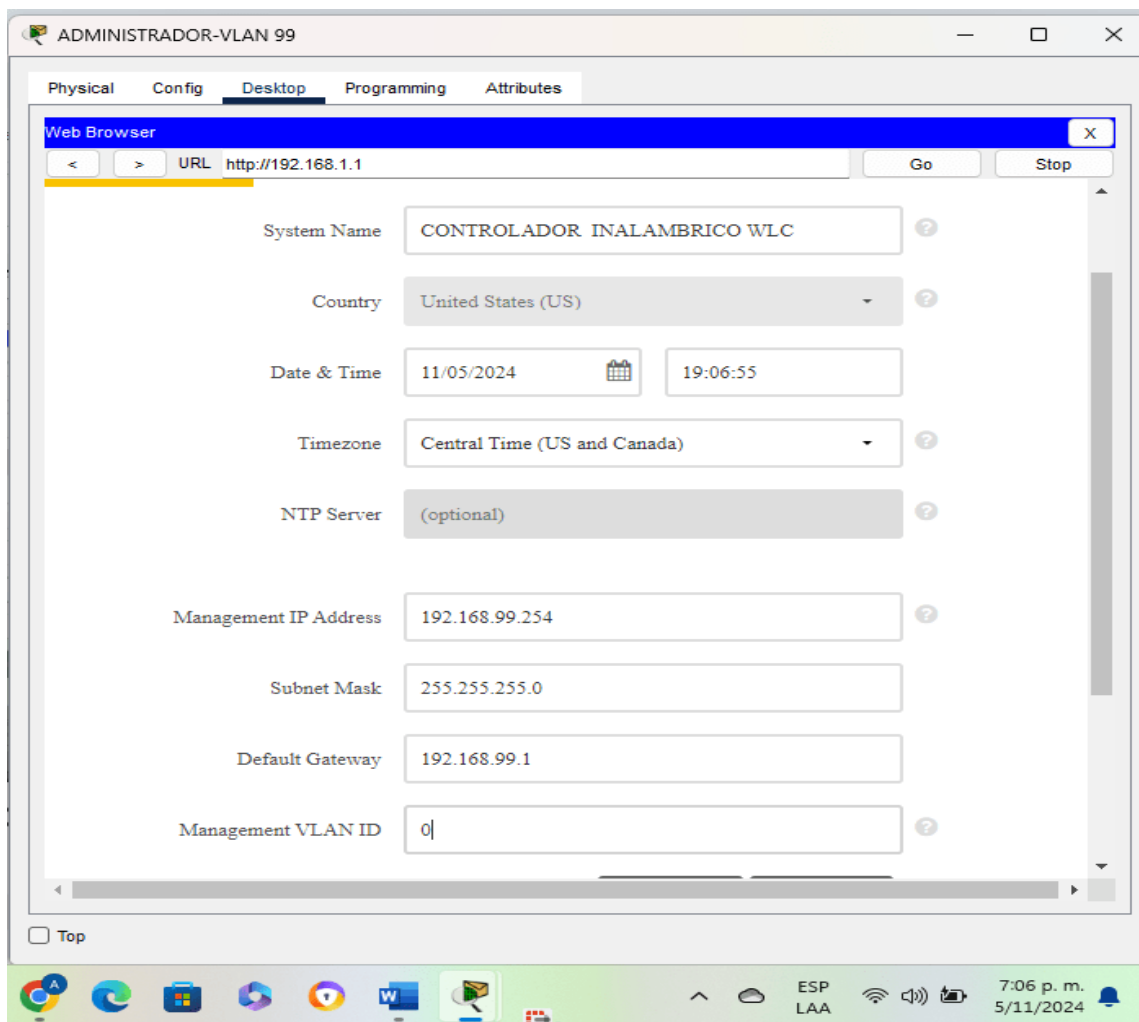 ADMINISTRADOR-VLAN 99
Physical Config Desktop Programming Attributes
Web Browser X
< > URL http://192.168.1.1 Go Stop
System Name CONTROLADOR INALAMBRICO WLC ?
Country United States (US) ?
Date & Time 11/05/2024 19:06:55
Timezone Central Time (US and Canada) ?
NTP Server (optional) ?
Management IP Address 192.168.99.254 ?
Subnet Mask 255.255.255.0
Default Gateway 192.168.99.1
Management VLAN ID 0 ?
Top
A W ESP LAA 7:06 p. m.
5/11/2024